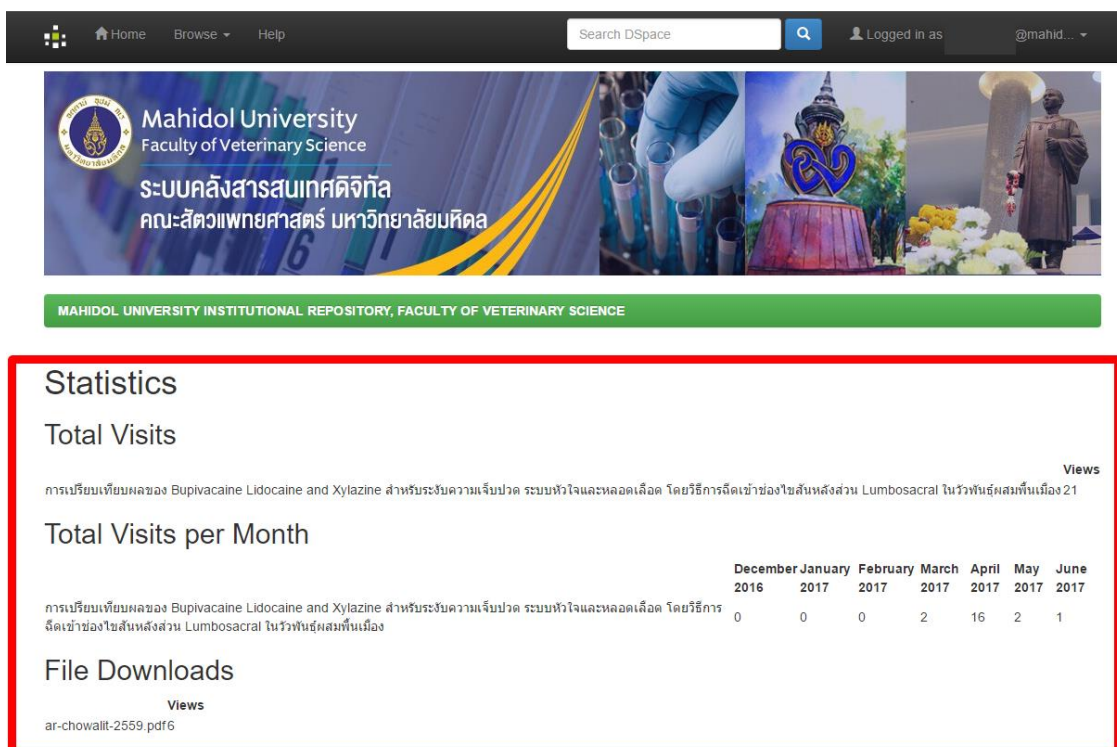 Home Browse Help Search DSpace Logged in as @mahid...
Mahidol University
Faculty of Veterinary Science
ระบบคลังสารสนเทศดิจิทัล
คณะสัตวแพทยศาสตร์ มหาวิทยาลัยมหิดล
MAHIDOL UNIVERSITY INSTITUTIONAL REPOSITORY, FACULTY OF VETERINARY SCIENCE
Statistics
Total Visits
Views
การเปรียบเทียบผลของ Bupivacaine Lidocaine and Xylazine สำหรับระงับความเจ็บปวด ระบบหัวใจและหลอดเลือด โดยวิธีการฉีดเข้าช่องไขสันหลังส่วน Lumbosacral ในวัวพันธุ์ผสมพื้นเมือง 21
Total Visits per Month
December January February March April May June
2016 2017 2017 2017 2017 2017 2017
การเปรียบเทียบผลของ Bupivacaine Lidocaine and Xylazine สำหรับระงับความเจ็บปวด ระบบหัวใจและหลอดเลือด โดยวิธีการ
ฉีดเข้าช่องไขสันหลังส่วน Lumbosacral ในวัวพันธุ์ผสมพื้นเมือง
0 0 0 2 16 2 1
File Downloads
Views
ar-chowalit-2559.pdf 6